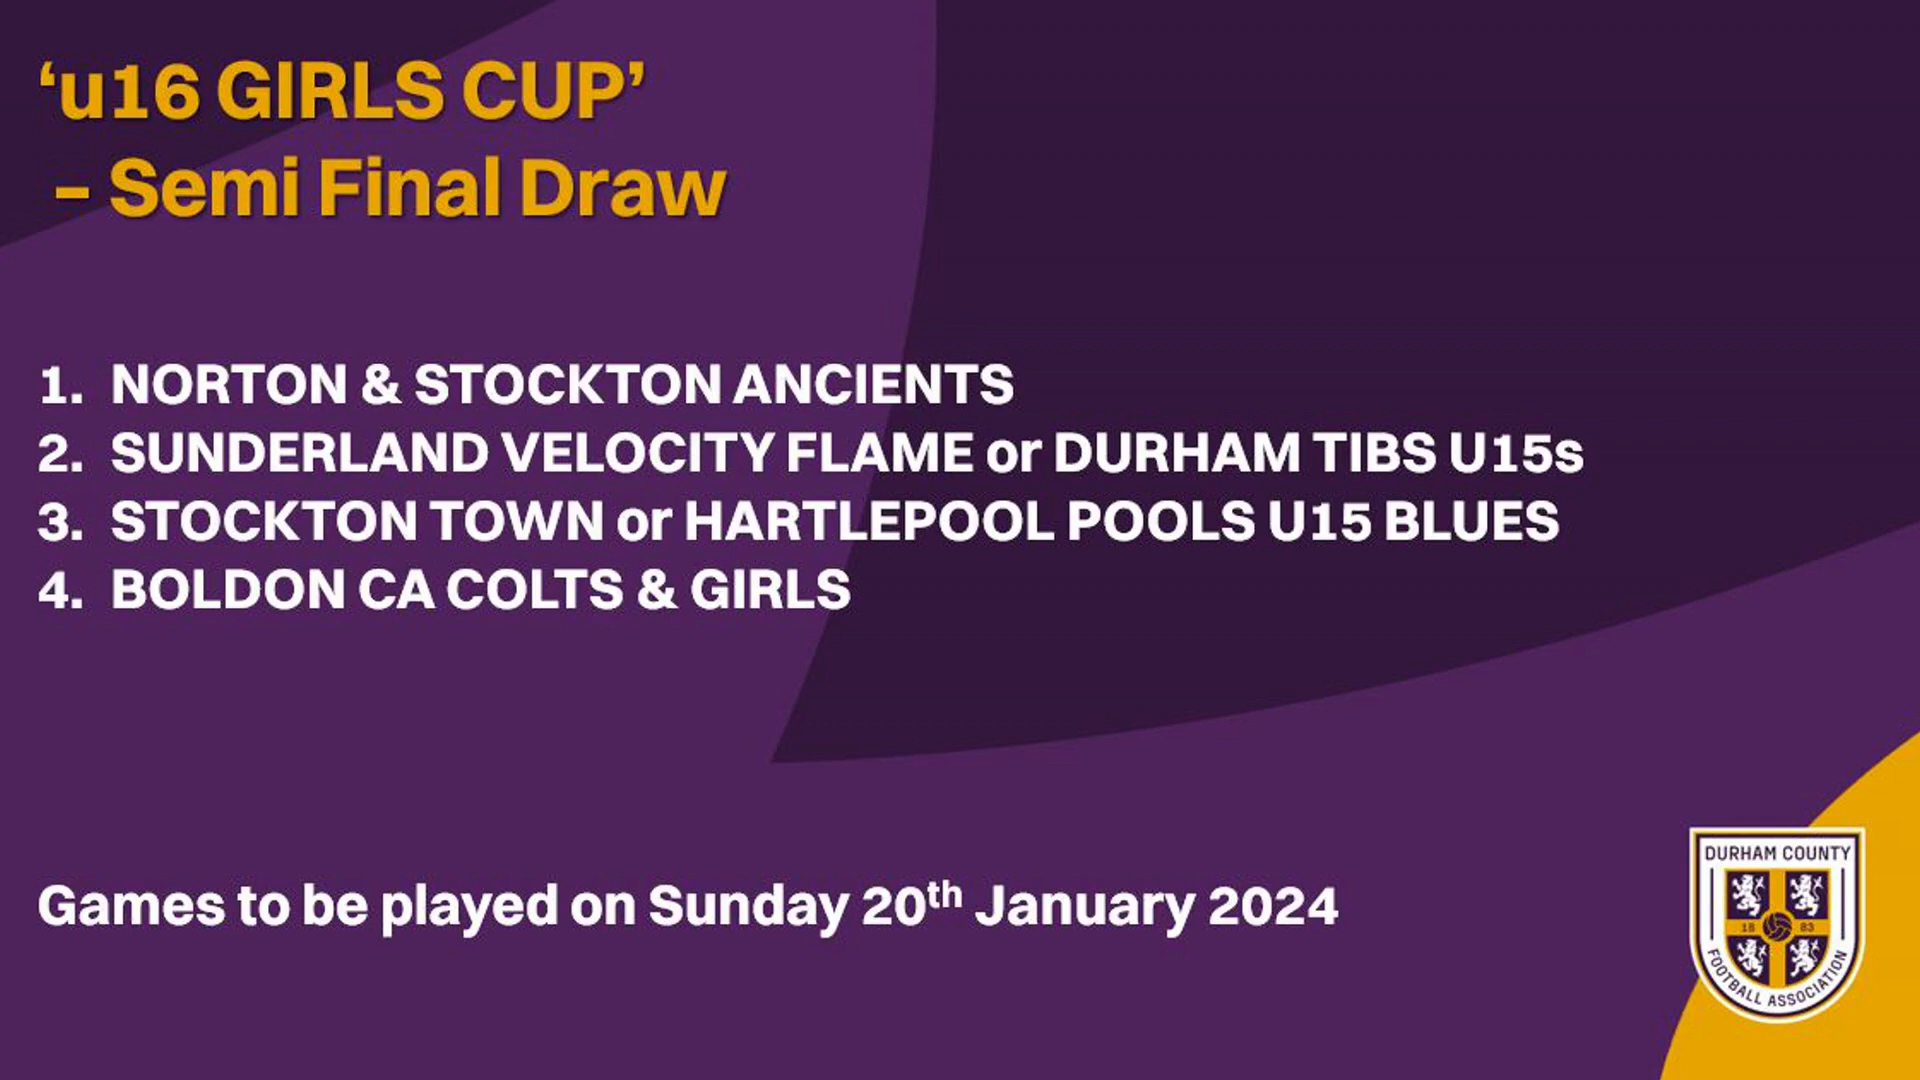 ‘u16 GIRLS CUP’
– Semi Final Draw
1. NORTON & STOCKTON ANCIENTS
2. SUNDERLAND VELOCITY FLAME or DURHAM TIBS U15s
3. STOCKTON TOWN or HARTLEPOOL POOLS U15 BLUES
4. BOLDON CA COLTS & GIRLS
Games to be played on Sunday 20th January 2024
DURHAM COUNTY
18 83
FOOTBALL ASSOCIATION